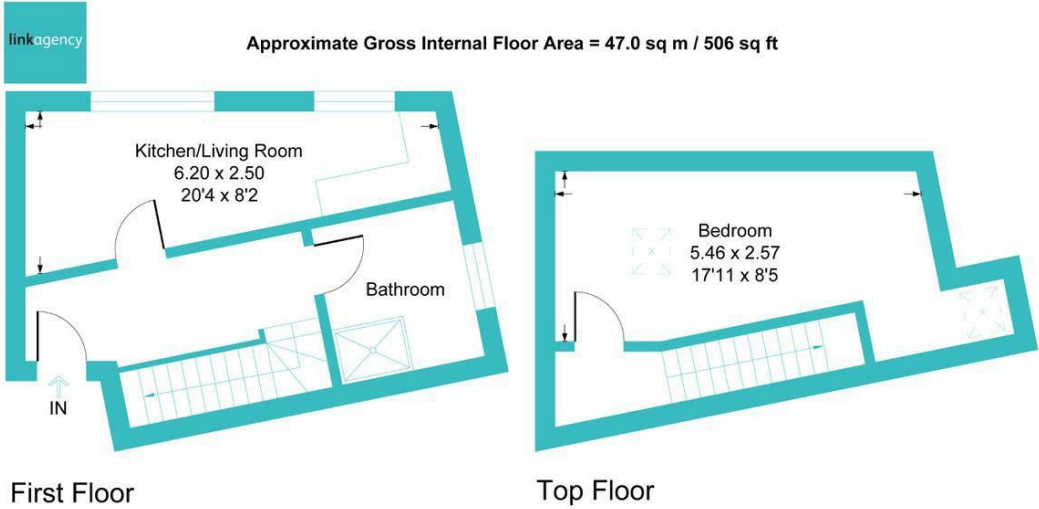 linkagency
Approximate Gross Internal Floor Area = 47.0 sq m / 506 sq ft
Kitchen/Living Room
6.20 x 2.50
20'4 x 8'2
Bathroom
IN
First Floor
Bedroom
5.46 x 2.57
17'11 x 8'5
Top Floor